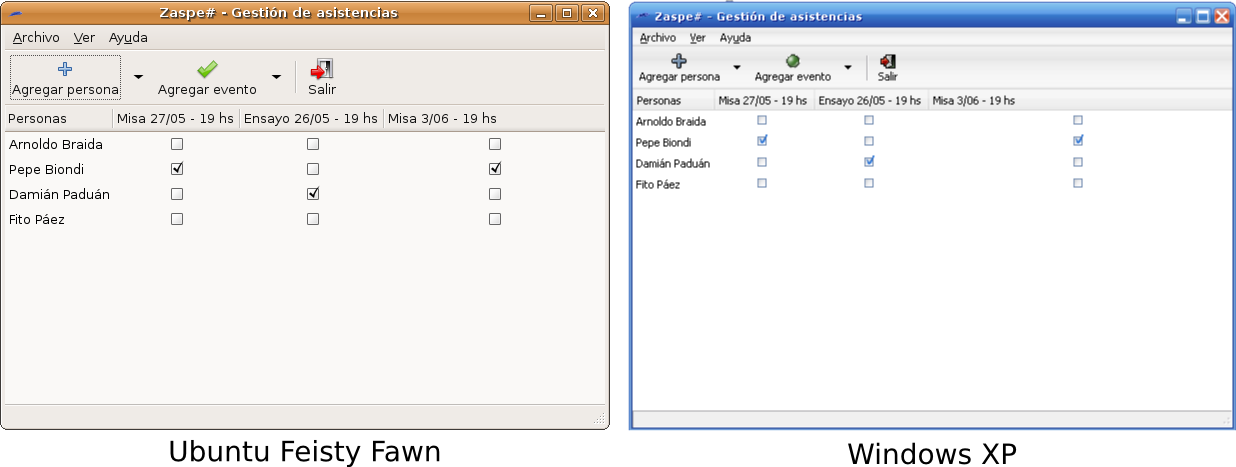 Zaspe# - Gestión de asistencias
Archivo Ver Ayuda
Agregar persona Agregar evento Salir
Personas Misa 27/05 - 19 hs Ensayo 26/05 - 19 hs Misa 3/06 - 19 hs
Arnoldo Braida
Pepe Biondi
Damián Paduán
Fito Páez
Ubuntu Feisty Fawn
Zaspe# - Gestión de asistencias
Archivo Ver Ayuda
Agregar persona Agregar evento Salir
Personas Misa 27/05 - 19 hs Ensayo 26/05 - 19 hs Misa 3/06 - 19 hs
Arnoldo Braida
Pepe Biondi
Damián Paduán
Fito Páez
Windows XP